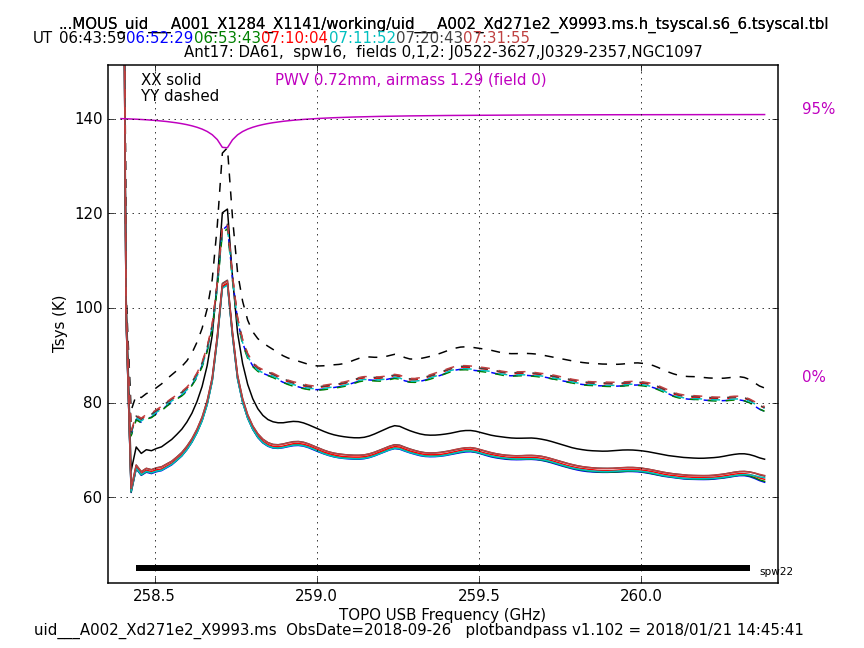 ...MOUS_uid___A001_X1284_X1141/working/uid___A002_Xd271e2_X9993.ms.h_tsyscal.s6_6.tsyscal.tbl
UT 06:43:59 06:52:29 06:53:43 07:10:04 07:11:52 07:20:43 07:31:55
Ant17: DA61, spw16, fields 0,1,2: J0522-3627,J0329-2357,NGC1097
XX solid
YY dashed
PWV 0.72mm, airmass 1.29 (field 0)
95%
0%
140
120
100
80
60
Tsys (K)
spw22
258.5 259.0 259.5 260.0
TOPO USB Frequency (GHz)
uid___A002_Xd271e2_X9993.ms ObsDate=2018-09-26 plotbandpass v1.102 = 2018/01/21 14:45:41